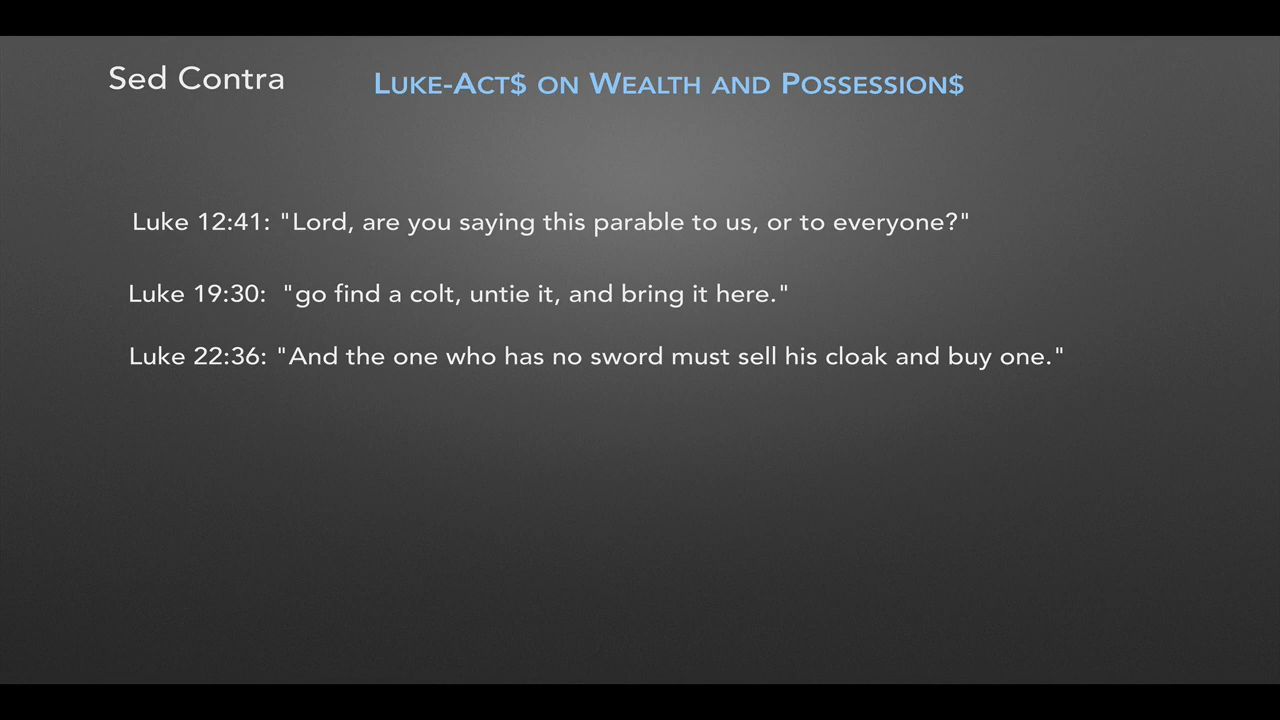 Sed Contra
LUKE-ACT$ ON WEALTH AND POSSESSION$
Luke 12:41: "Lord, are you saying this parable to us, or to everyone?"
Luke 19:30: "go find a colt, untie it, and bring it here."
Luke 22:36: "And the one who has no sword must sell his cloak and buy one."